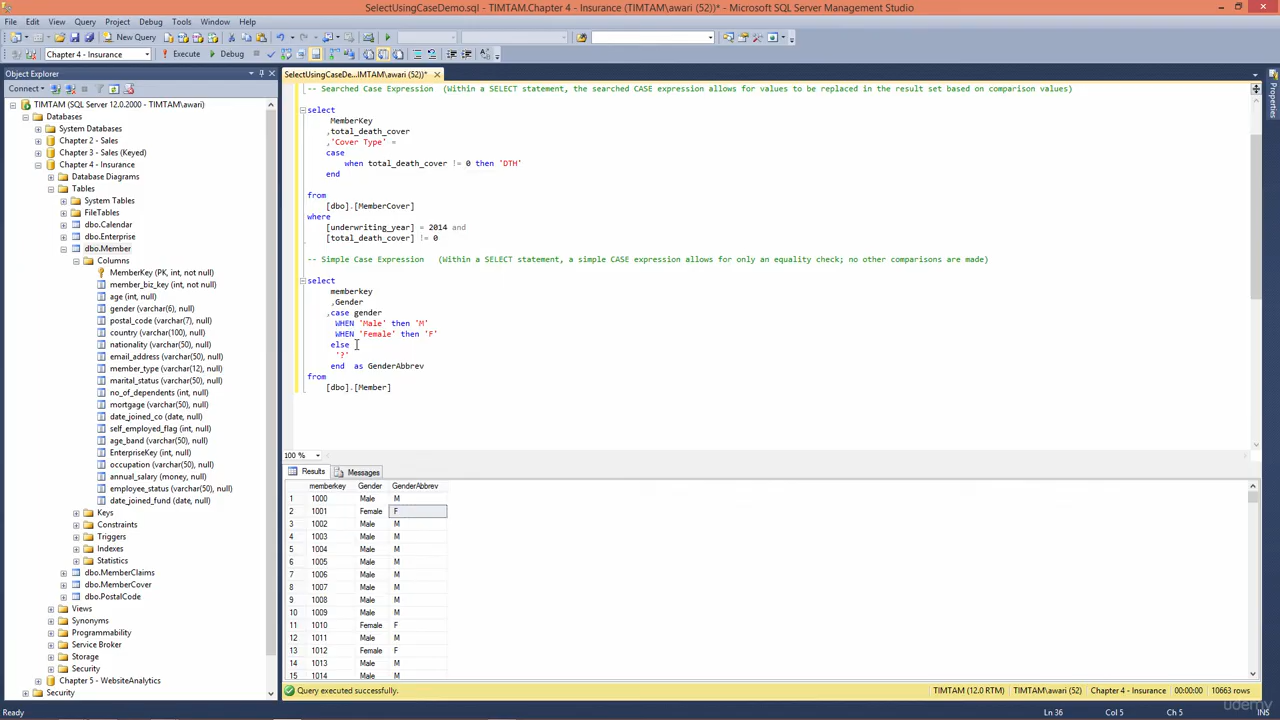 SelectUsingCaseDemo.sql - TIMTAM.Chapter 4 - Insurance (TIMTAM\awari (52))* - Microsoft SQL Server Management Studio
File Edit View Query Project Debug Tools Window Help
New Query
Chapter 4 - Insurance Execute Debug
Object Explorer
SelectUsingCaseDe...IMTAM\awari (52))*
Properties
Connect
TIMTAM (SQL Server 12.0.2000 - TIMTAM\awari)
Databases
System Databases
Chapter 2 - Sales
Chapter 3 - Sales (Keyed)
Chapter 4 - Insurance
Database Diagrams
Tables
System Tables
FileTables
dbo.Calendar
dbo.Enterprise
dbo.Member
Columns
MemberKey (PK, int, not null)
member_biz_key (int, not null)
age (int, null)
gender (varchar(6), null)
postal_code (varchar(7), null)
country (varchar(100), null)
nationality (varchar(50), null)
email_address (varchar(50), null)
member_type (varchar(12), null)
marital_status (varchar(50), null)
no_of_dependents (int, null)
mortgage (varchar(50), null)
date_joined_co (date, null)
self_employed_flag (int, null)
age_band (varchar(50), null)
EnterpriseKey (int, null)
occupation (varchar(50), null)
annual_salary (money, null)
employee_status (varchar(50), null)
date_joined_fund (date, null)
Keys
Constraints
Triggers
Indexes
Statistics
dbo.MemberClaims
dbo.MemberCover
dbo.PostalCode
Views
Synonyms
Programmability
Service Broker
Storage
Security
Chapter 5 - WebsiteAnalytics
Security
-- Searched Case Expression (Within a SELECT statement, the searched CASE expression allows for values to be replaced in the result set based on comparison values)
select
MemberKey
,total_death_cover
,'Cover Type' =
case
when total_death_cover != 0 then 'DTH'
end
from
[dbo].[MemberCover]
where
[underwriting_year] = 2014 and
[total_death_cover] != 0
-- Simple Case Expression (Within a SELECT statement, a simple CASE expression allows for only an equality check; no other comparisons are made)
select
memberkey
,Gender
,case gender
WHEN 'Male' then 'M'
WHEN 'Female' then 'F'
else
'?'
end as GenderAbbrev
from
[dbo].[Member]
100 %
Results Messages
memberkey Gender GenderAbbrev
1 1000 Male M
2 1001 Female F
3 1002 Male M
4 1003 Male M
5 1004 Male M
6 1005 Male M
7 1006 Male M
8 1007 Male M
9 1008 Male M
10 1009 Male M
11 1010 Female F
12 1011 Male M
13 1012 Female F
14 1013 Male M
15 1014 Male M
Query executed successfully. TIMTAM (12.0 RTM) TIMTAM\awari (52) Chapter 4 - Insurance 00:00:00 10663 rows
Ready Ln 36 Col 5 Ch 5 INS
udemy